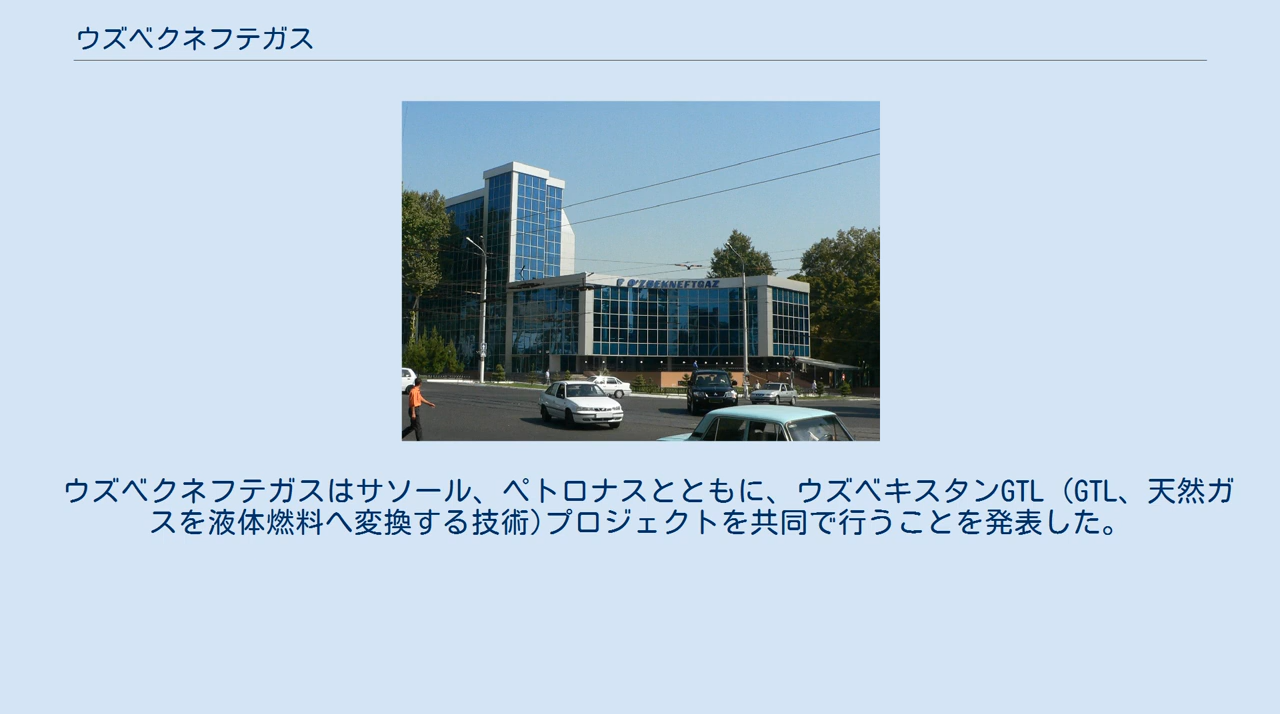 ウズベクネフテガス
O'ZBEKNEFTGAZ
ウズベクネフテガスはサソール、ペトロナスとともに、ウズベキスタンGTL (GTL、天然ガ
スを液体燃料へ変換する技術)プロジェクトを共同で行うことを発表した。